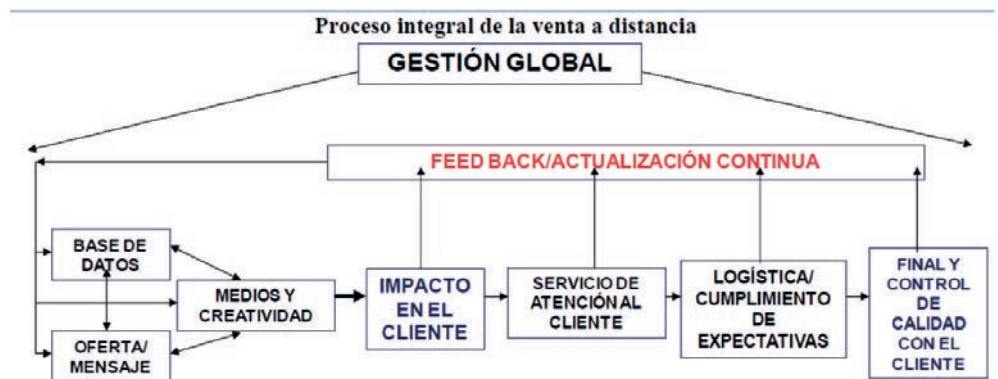 Proceso integral de la venta a distancia
GESTIÓN GLOBAL
FEED BACK/ACTUALIZACIÓN CONTINUA
BASE DE
DATOS
MEDIOS Y
CREATIVIDAD
OFERTA/
MENSAJE
IMPACTO
EN EL
CLIENTE
SERVICIO DE
ATENCIÓN AL
CLIENTE
LOGÍSTICA/
CUMPLIMIENTO
DE
EXPECTATIVAS
FINAL Y
CONTROL
DE
CALIDAD
CON EL
CLIENTE